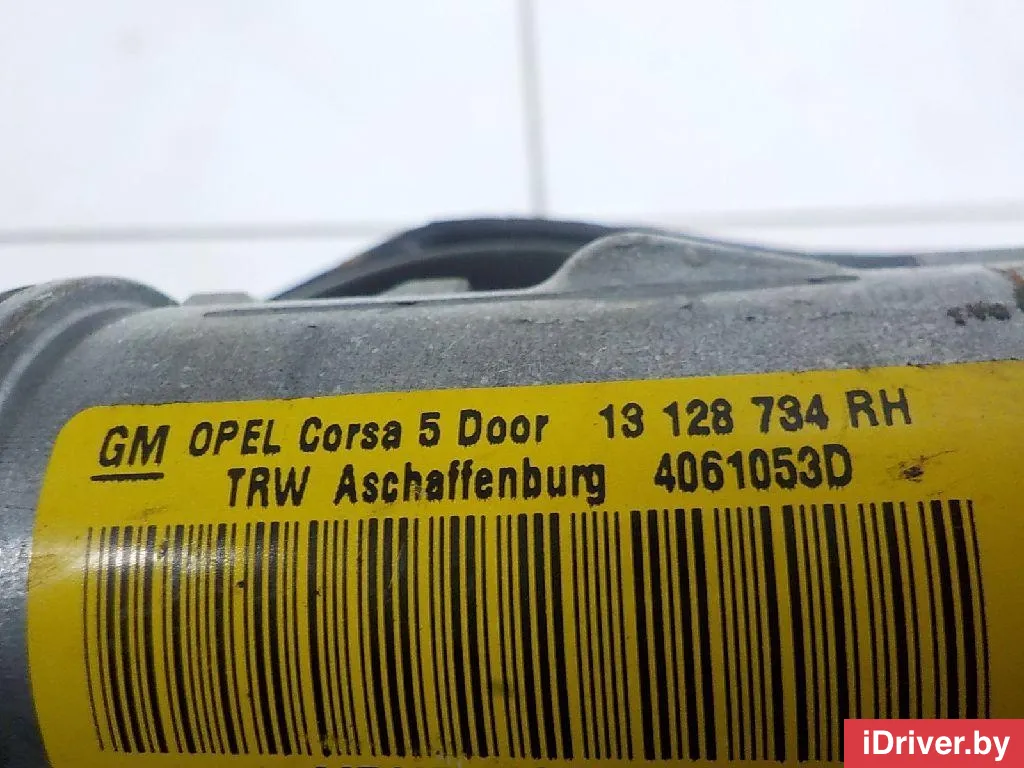 GM OPEL Corsa 5 Door 13 128 734 RH
TRW Aschaffenburg 4061053D
iDriver.by